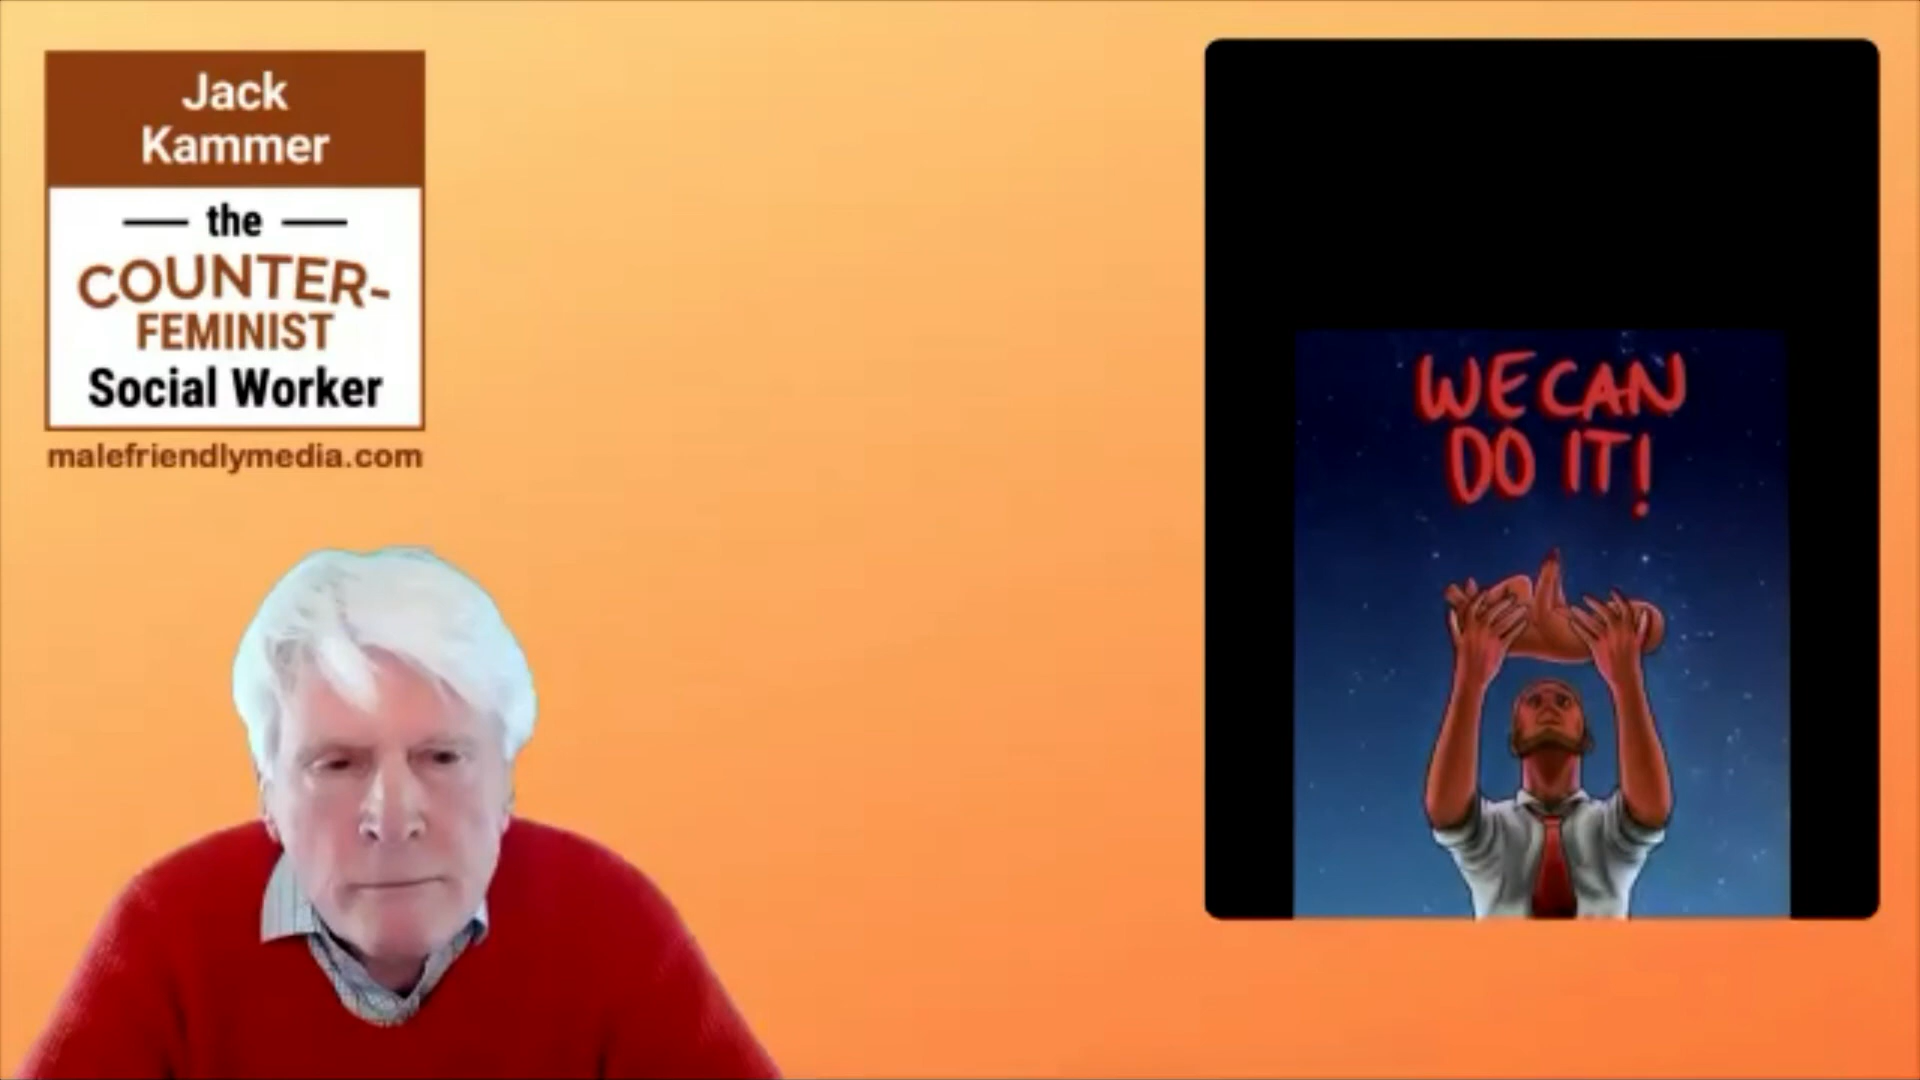 Jack
Kammer
the
COUNTER-
FEMINIST
Social Worker
malefriendlymedia.com
WE CAN
DO IT!